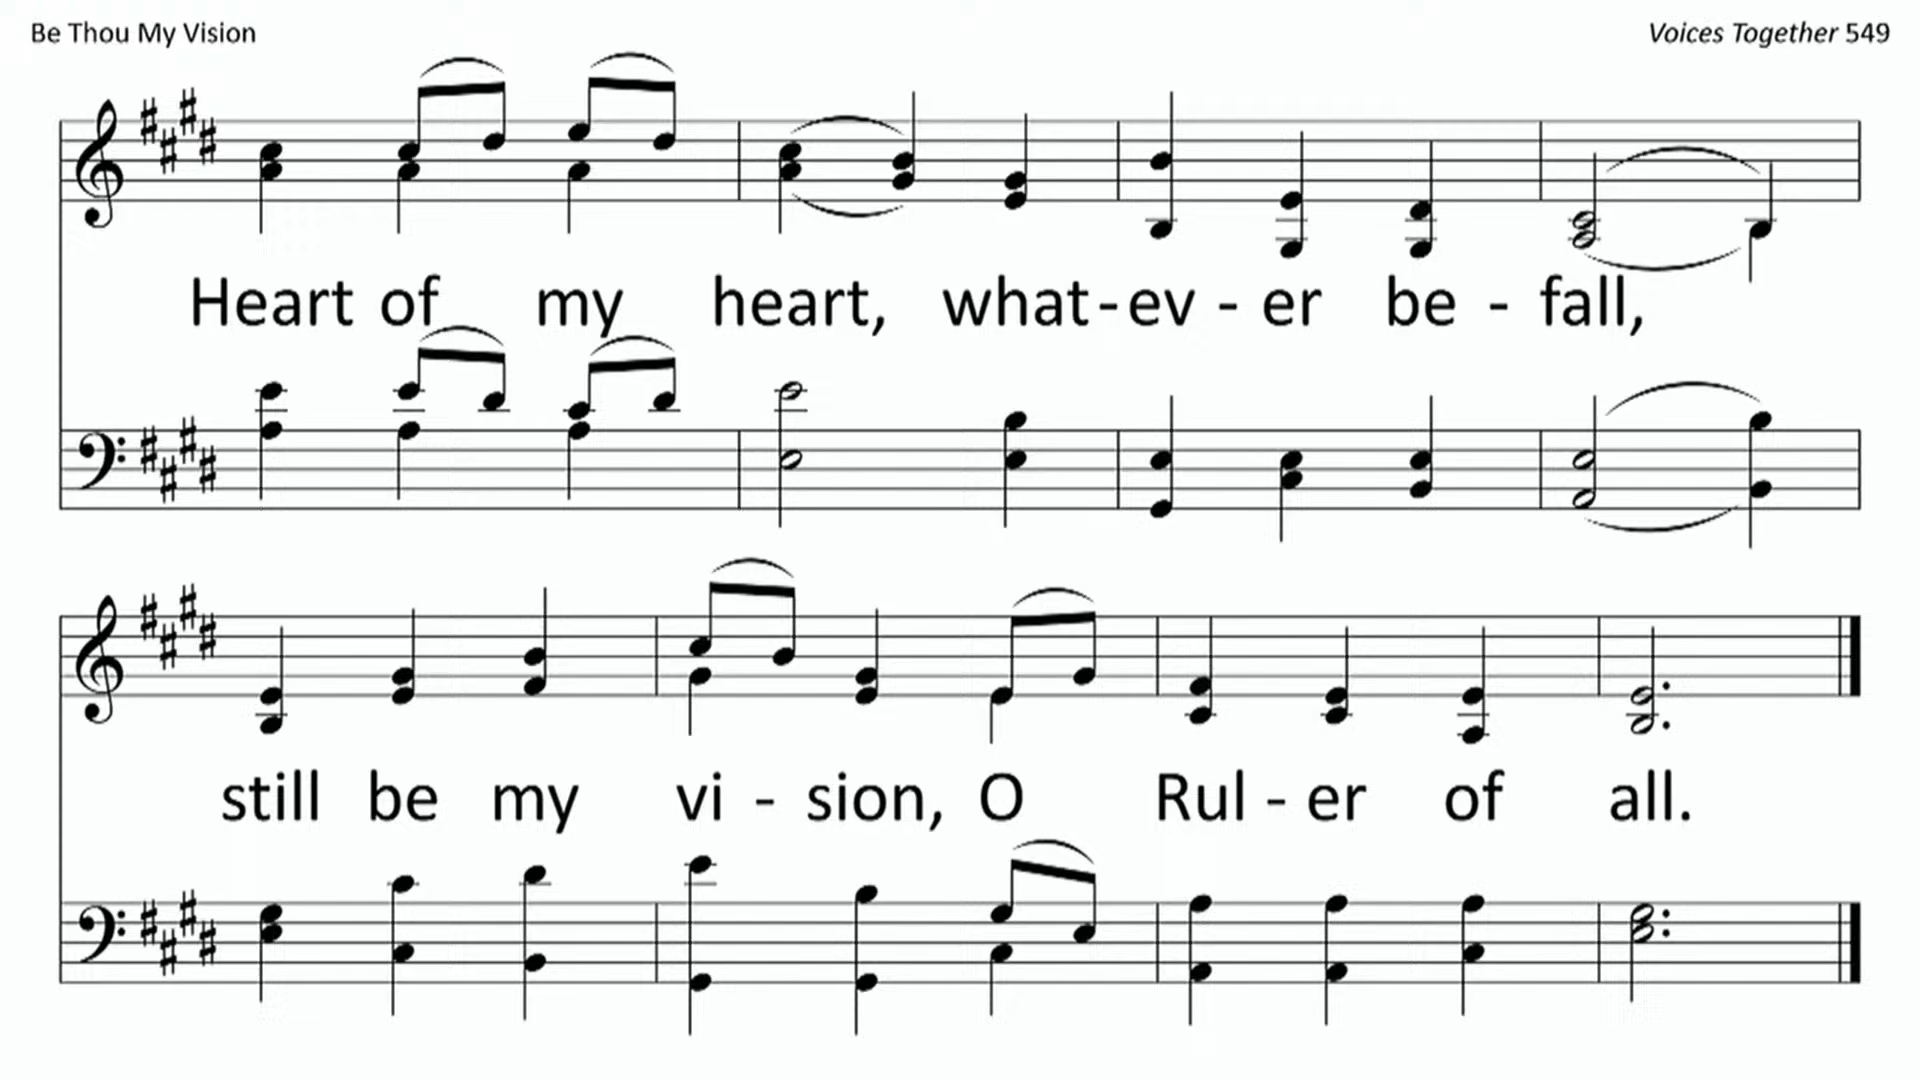 Be Thou My Vision
Voices Together 549
Heart of my heart, what-ev - er be - fall,
still be my vi - sion, O Rul - er of all.